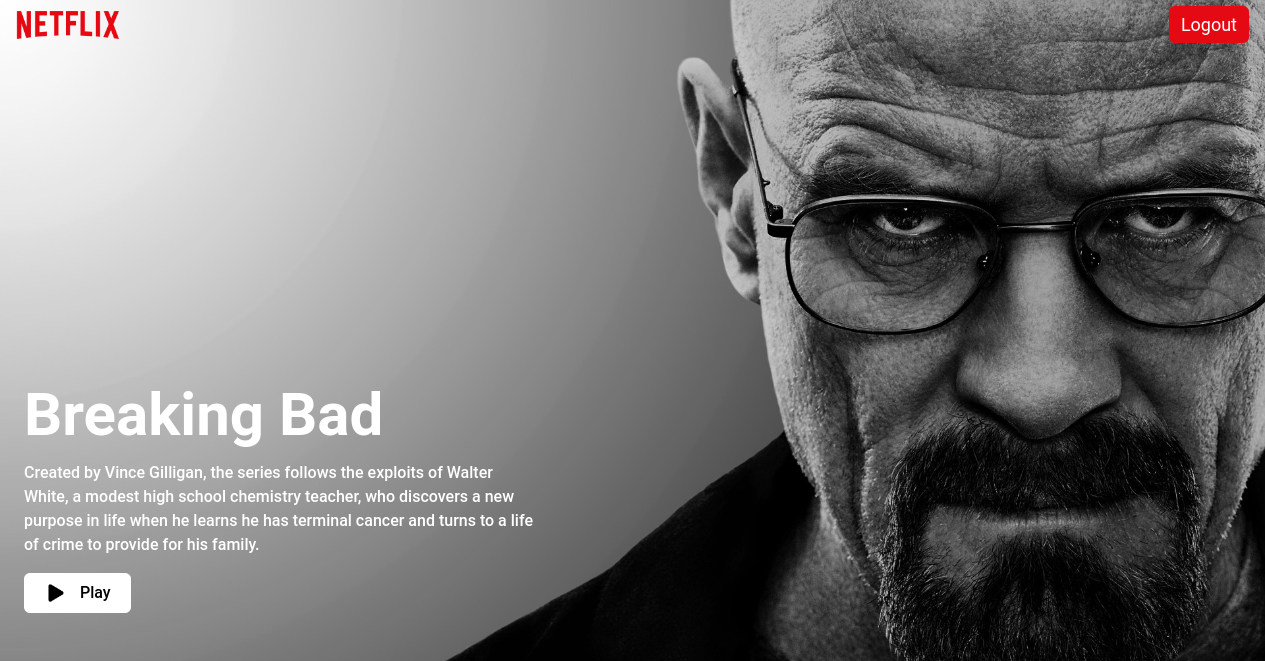 NETFLIX
Logout
Breaking Bad
Created by Vince Gilligan, the series follows the exploits of Walter
White, a modest high school chemistry teacher, who discovers a new
purpose in life when he learns he has terminal cancer and turns to a life
of crime to provide for his family.
Play